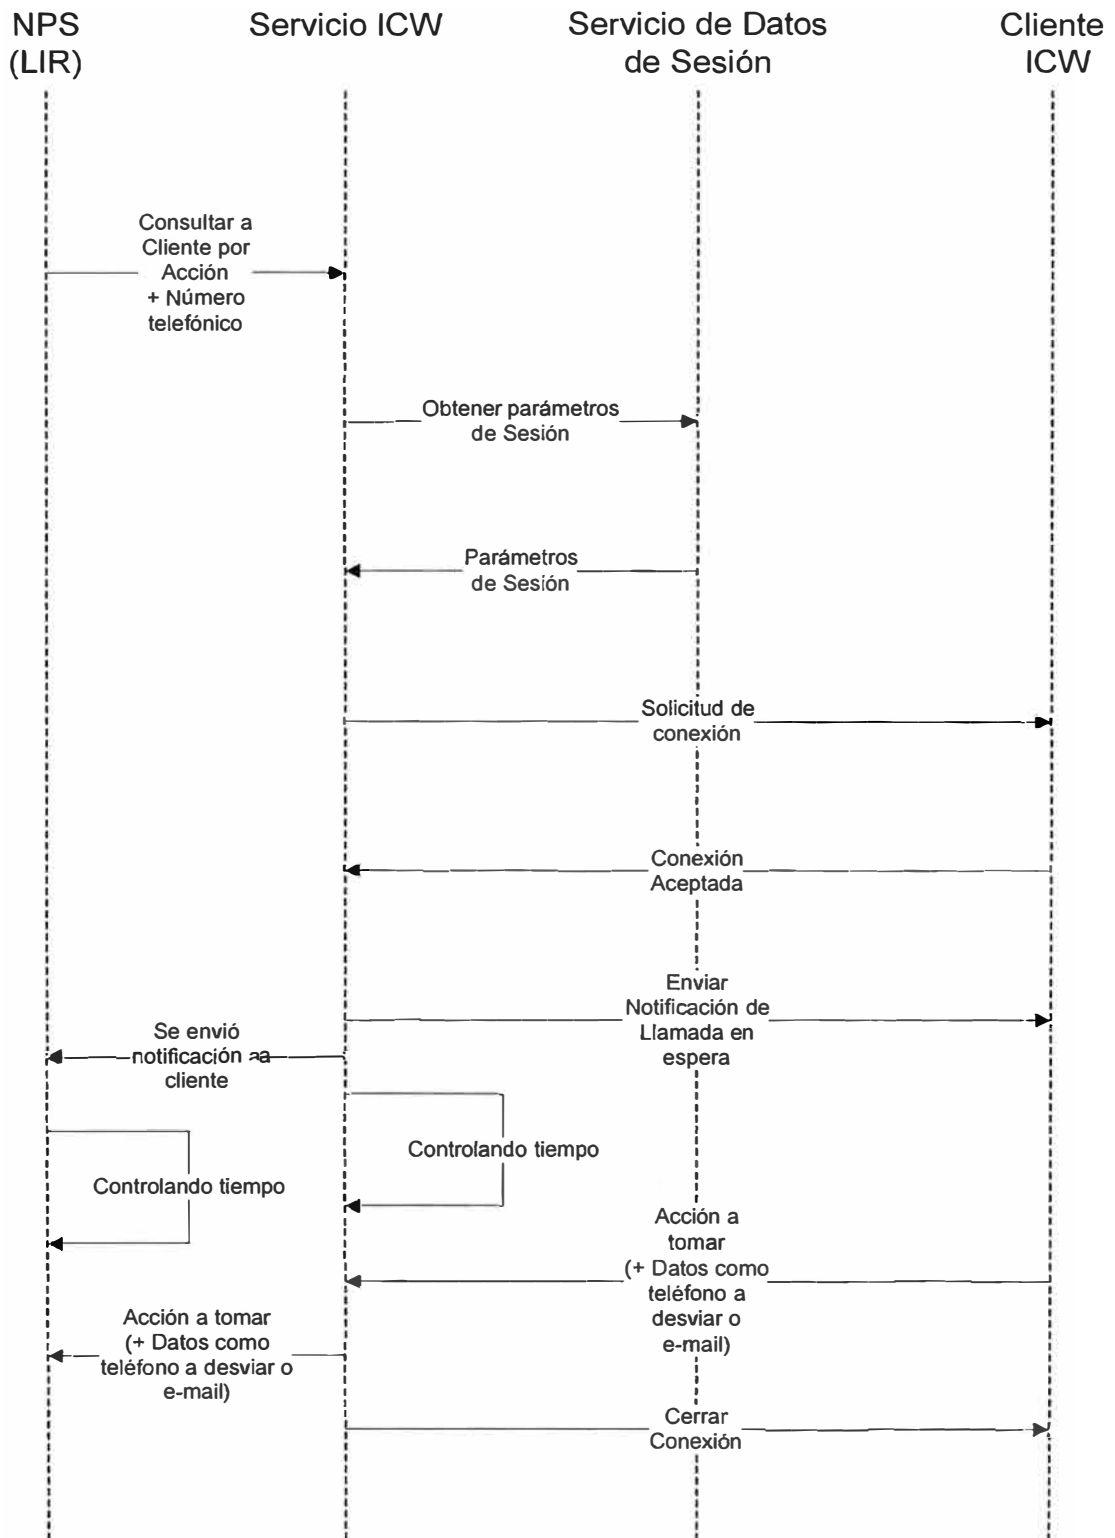 NPS
(LIR)
Servicio ICW
Servicio de Datos
de Sesión
Cliente
ICW
Consultar a
Cliente por
Acción
+ Número
telefónico
Obtener parámetros
de Sesión
Parámetros
de Sesión
Solicitud de
conexión
Conexión
Aceptada
Enviar
Notificación de
Llamada en
espera
Se envió
notificación aa
cliente
Controlando tiempo
Controlando tiempo
Acción a
tomar
(+ Datos como
teléfono a
desviar o
e-mail)
Acción a tomar
(+ Datos como
teléfono a desviar o
e-mail)
Cerrar
Conexión